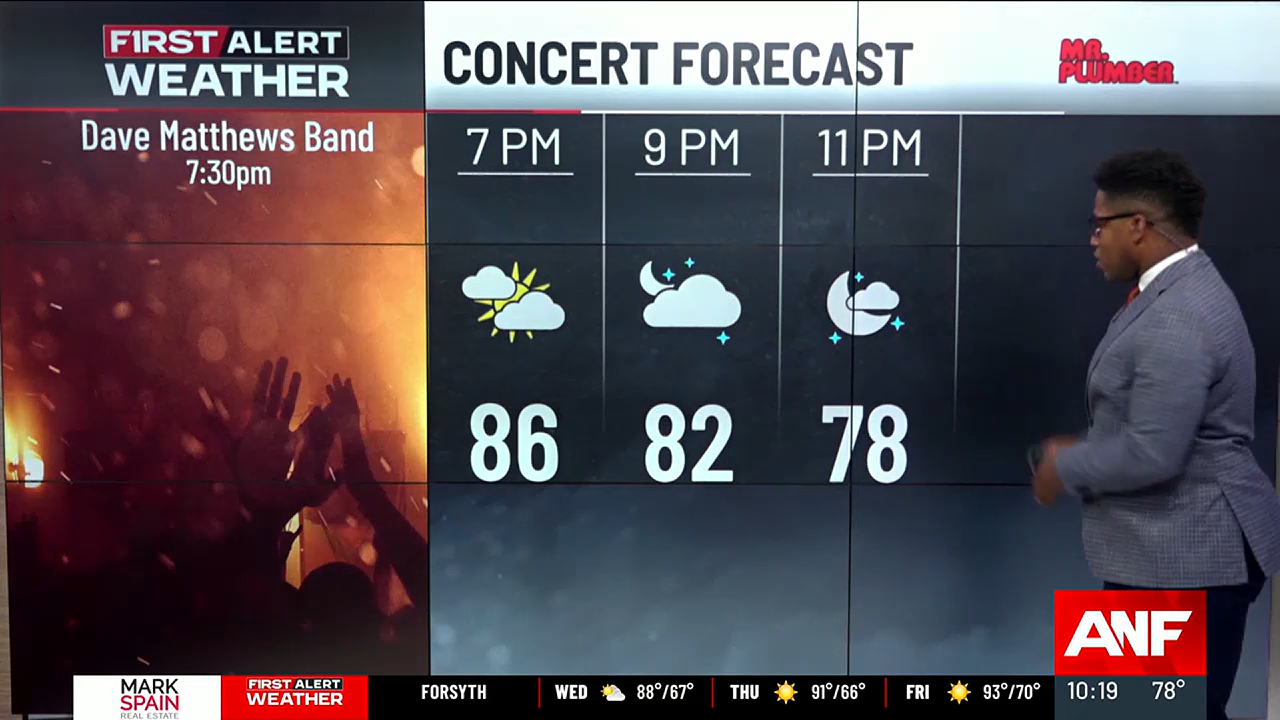 F1RST ALERT
WEATHER
CONCERT FORECAST
MR.
PLUMBER
Dave Matthews Band
7:30pm
7 PM
9 PM
11 PM
86
82
78
MARK
SPAIN
REAL ESTATE
F1RST ALERT
WEATHER
FORSYTH
WED
88°/67°
THU
91°/66°
FRI
93°/70°
ANF
10:19
78°